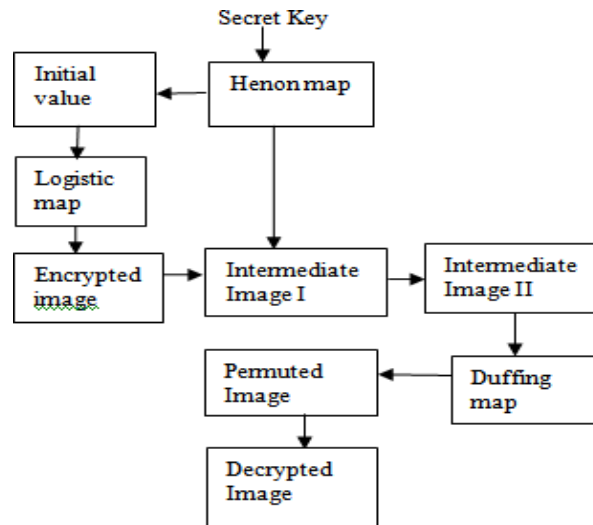 Secret Key
Initial
value
Henon map
Logistic
map
Encrypted
image
Intermediate
Image I
Intermediate
Image II
Permuted
Image
Duffing
map
Decrypted
Image